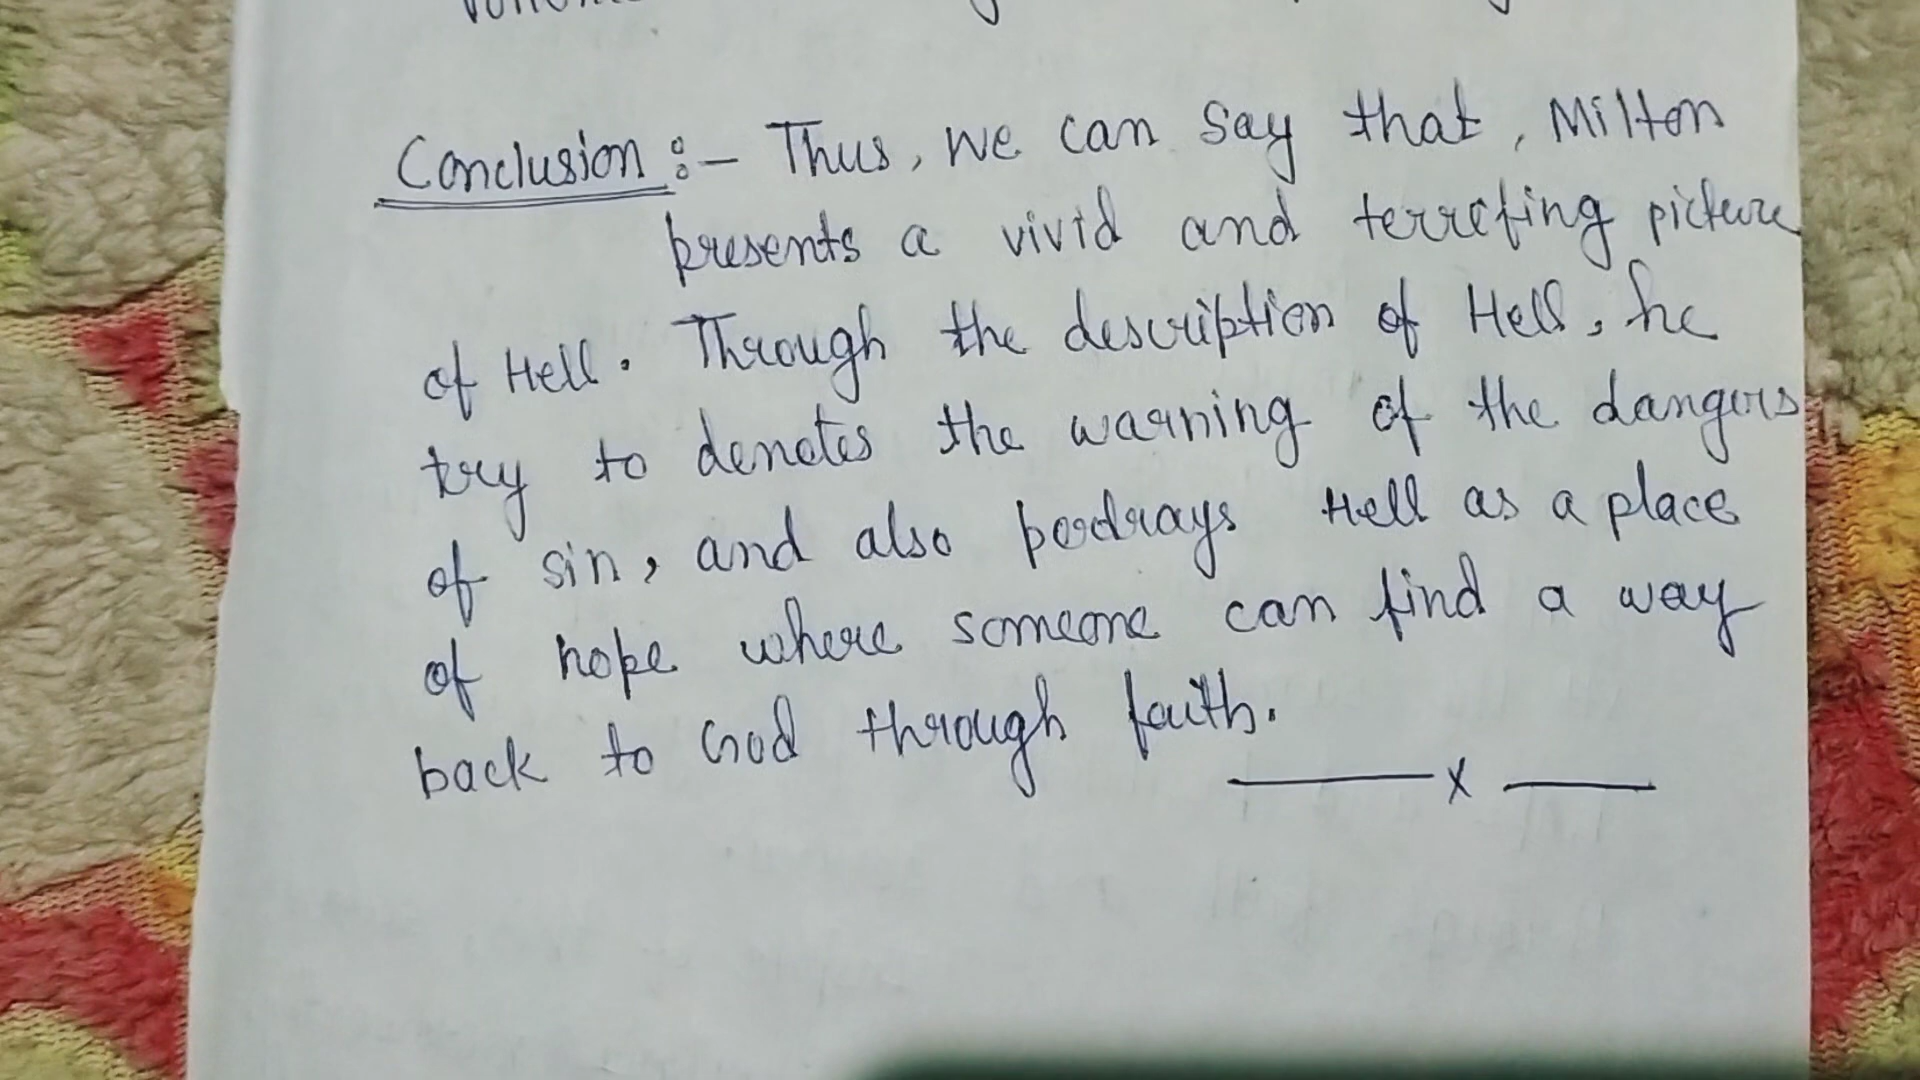 Conclusion :- Thus, we can say that, Milton
presents a vivid and terrefing picture
of Hell. Through the description of Hell, he
try to denotes the warning of the dangers
of sin, and also portrays Hell as a place
of hope where someone can find a way
back to God through faith.
—x—